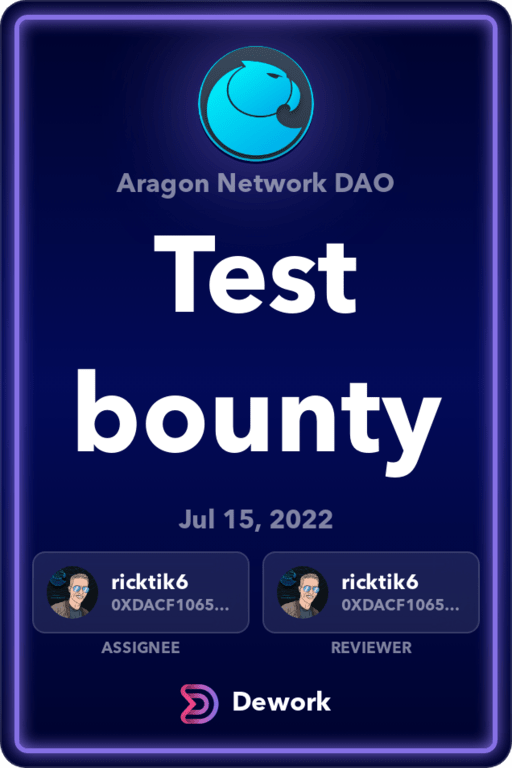 Aragon Network DAO
Test
bounty
Jul 15, 2022
ricktik6
0XDACF1065...
ASSIGNEE
ricktik6
0XDACF1065...
REVIEWER
Dework